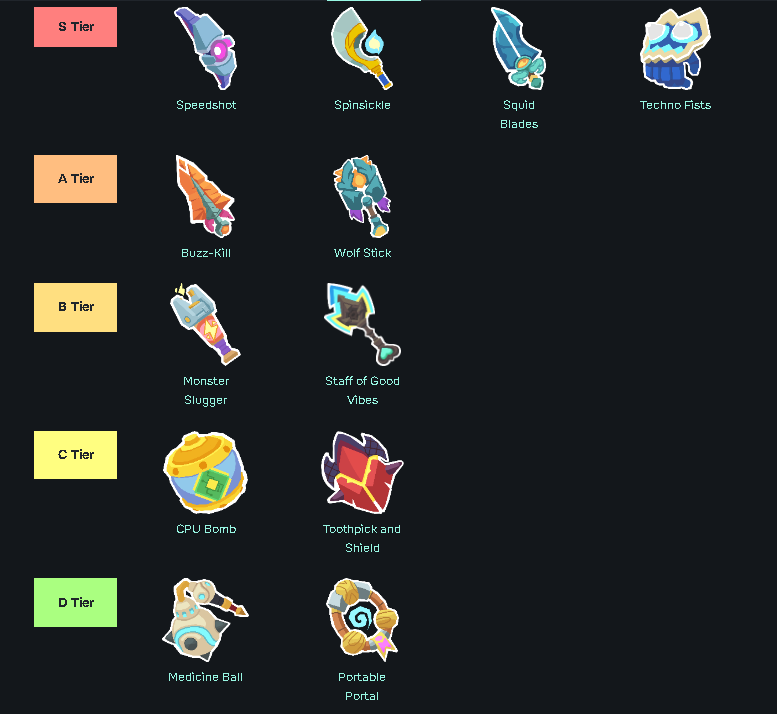 S Tier
Speedshot
Spinsickle
Squid
Blades
Techno Fists
A Tier
Buzz-Kill
Wolf Stick
B Tier
Monster
Slugger
Staff of Good
Vibes
C Tier
CPU Bomb
Toothpick and
Shield
D Tier
Medicine Ball
Portable
Portal